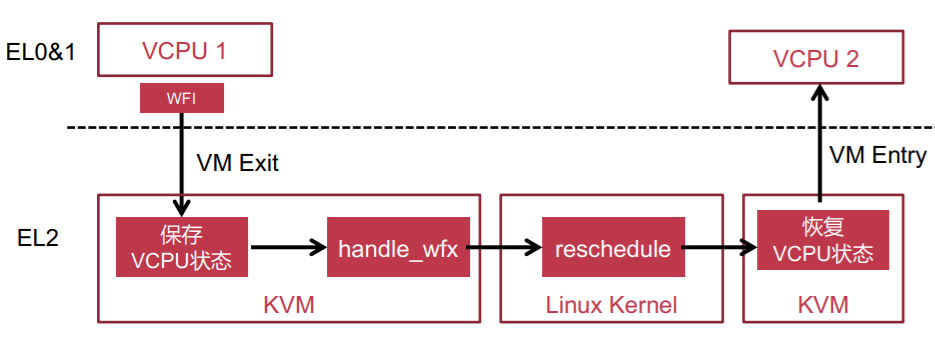 EL0&1
VCPU 1
VCPU 2
WFI
VM Exit
VM Entry
EL2
保存
VCPU状态
handle_wfx
reschedule
恢复
VCPU状态
KVM
Linux Kernel
KVM